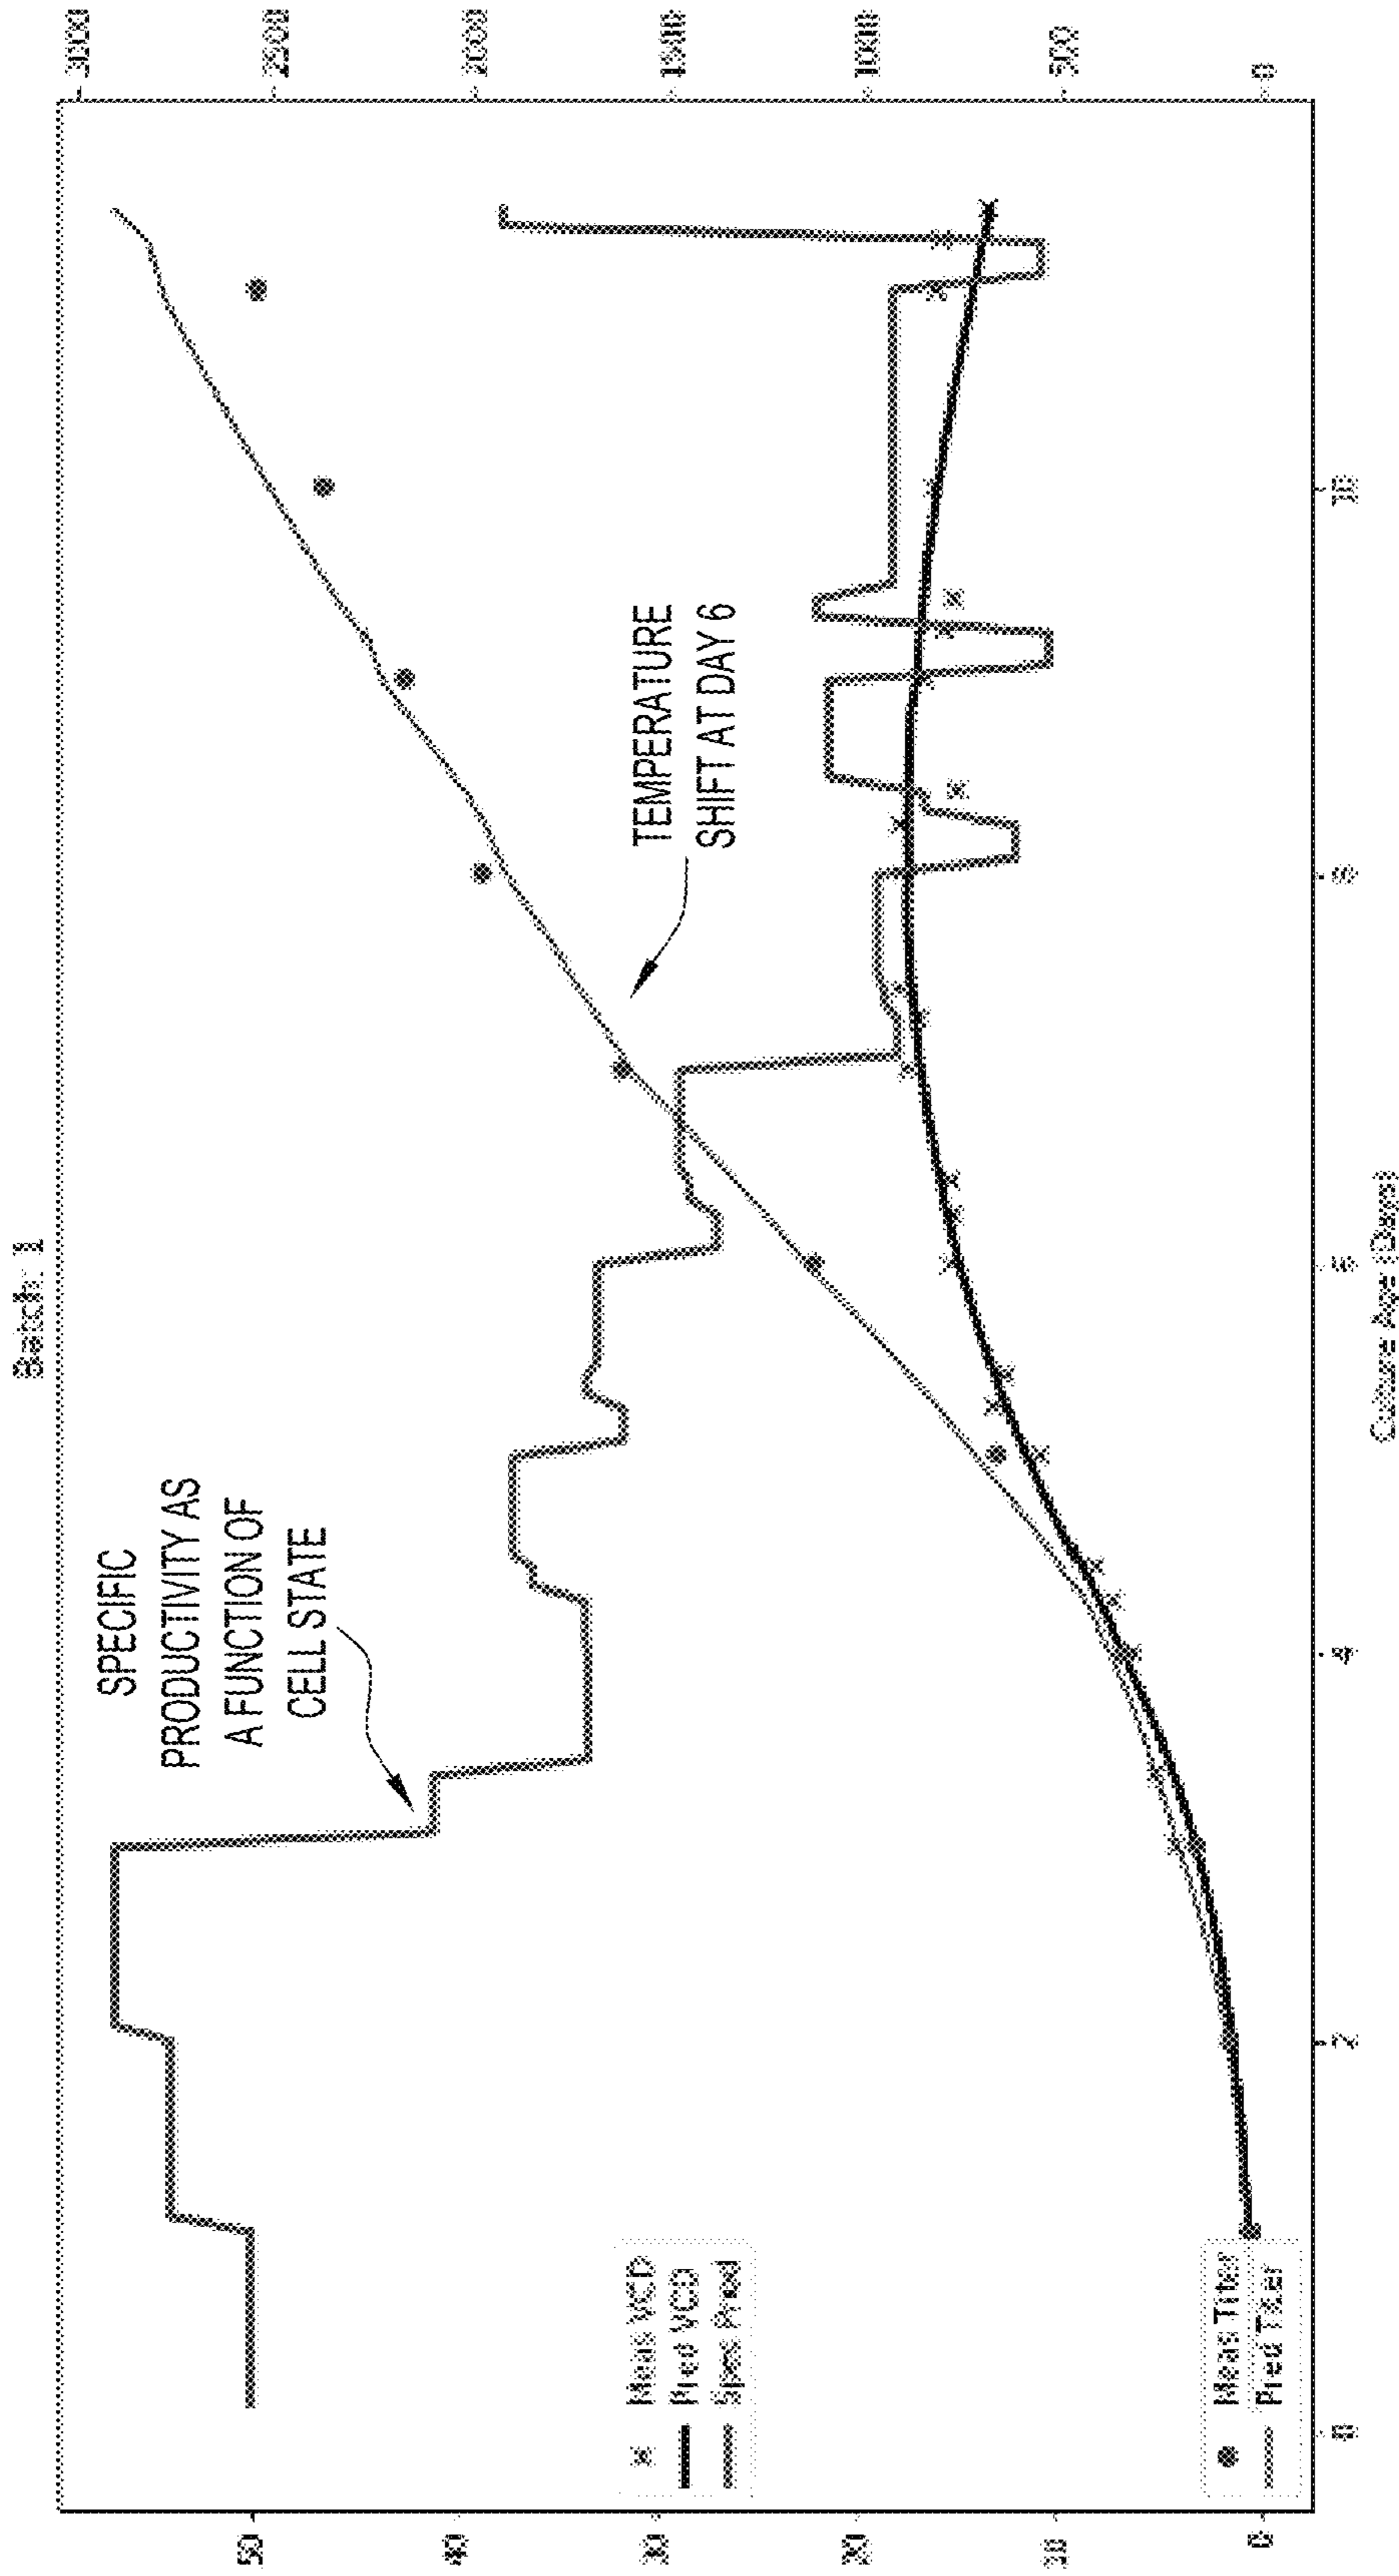 Batch: 1
SPECIFIC
PRODUCTIVITY AS
A FUNCTION OF
CELL STATE
TEMPERATURE
SHIFT AT DAY 6
Meas VCD
Pred VCD
Spec Prod
Meas Titer
Pred Titer
50
40
30
20
10
0
3000
2500
2000
1500
1000
500
0
0
2
4
6
8
10
Culture Age (Days)